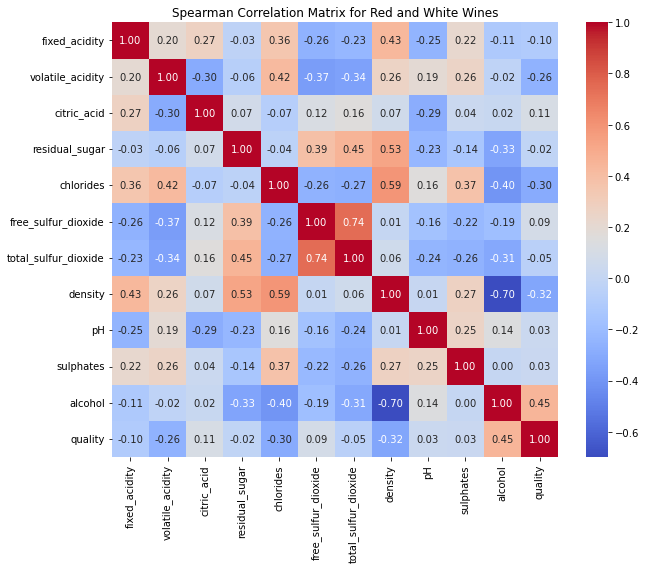 Spearman Correlation Matrix for Red and White Wines
fixed_acidity 1.00 0.20 0.27 -0.03 0.36 -0.26 -0.23 0.43 -0.25 0.22 -0.11 -0.10
volatile_acidity 0.20 1.00 -0.30 -0.06 0.42 -0.37 -0.34 0.26 0.19 0.26 -0.02 -0.26
citric_acid 0.27 -0.30 1.00 0.07 -0.07 0.12 0.16 0.07 -0.29 0.04 0.02 0.11
residual_sugar -0.03 -0.06 0.07 1.00 -0.04 0.39 0.45 0.53 -0.23 -0.14 -0.33 -0.02
chlorides 0.36 0.42 -0.07 -0.04 1.00 -0.26 -0.27 0.59 0.16 0.37 -0.40 -0.30
free_sulfur_dioxide -0.26 -0.37 0.12 0.39 -0.26 1.00 0.74 0.01 -0.16 -0.22 -0.19 0.09
total_sulfur_dioxide -0.23 -0.34 0.16 0.45 -0.27 0.74 1.00 0.06 -0.24 -0.26 -0.31 -0.05
density 0.43 0.26 0.07 0.53 0.59 0.01 0.06 1.00 0.01 0.27 -0.70 -0.32
pH -0.25 0.19 -0.29 -0.23 0.16 -0.16 -0.24 0.01 1.00 0.25 0.14 0.03
sulphates 0.22 0.26 0.04 -0.14 0.37 -0.22 -0.26 0.27 0.25 1.00 0.00 0.03
alcohol -0.11 -0.02 0.02 -0.33 -0.40 -0.19 -0.31 -0.70 0.14 0.00 1.00 0.45
quality -0.10 -0.26 0.11 -0.02 -0.30 0.09 -0.05 -0.32 0.03 0.03 0.45 1.00
fixed_acidity
volatile_acidity
citric_acid
residual_sugar
chlorides
free_sulfur_dioxide
total_sulfur_dioxide
density
pH
sulphates
alcohol
quality
1.0
0.8
0.6
0.4
0.2
0.0
−0.2
−0.4
−0.6